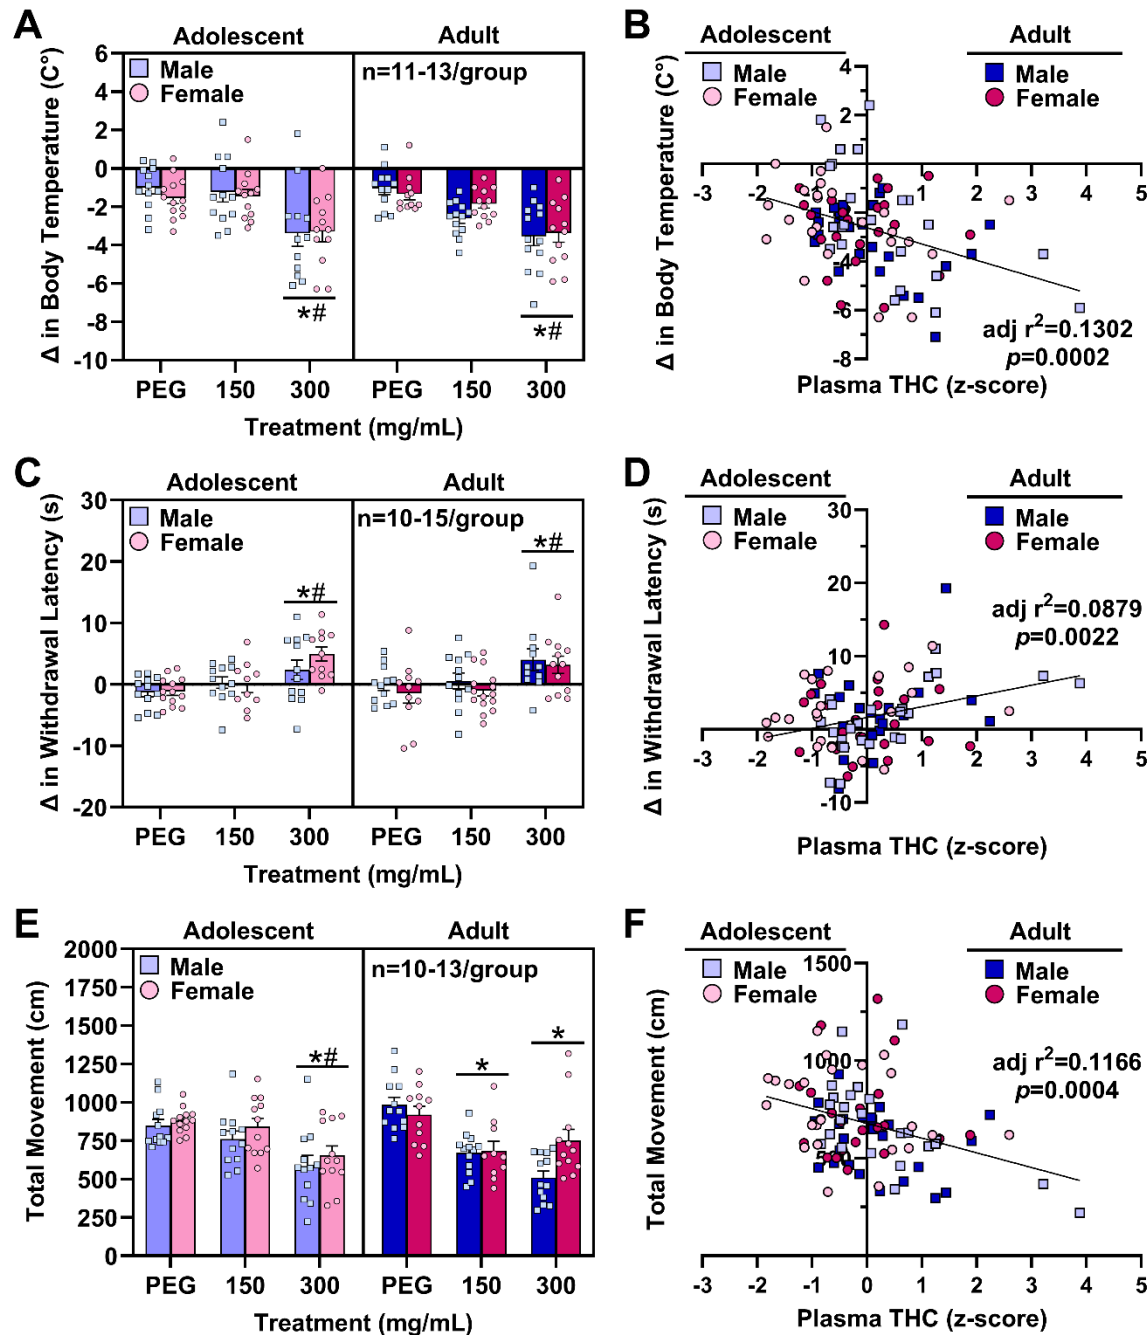 A
Adolescent Adult
Male
Female
n=11-13/group
Δ in Body Temperature (C°)
6
4
2
0
-2
-4
-6
-8
-10
*#
*#
PEG 150 300 PEG 150 300
Treatment (mg/mL)
B
Adolescent Adult
Male Male
Female Female
Δ in Body Temperature (C°)
4
2
-2
-4
-6
-8
-3 -2 -1 0 1 2 3 4 5
adj r²=0.1302
p=0.0002
Plasma THC (z-score)
C
Adolescent Adult
Male
Female
n=10-15/group
Δ in Withdrawal Latency (s)
30
20
10
0
-10
-20
*#
*#
PEG 150 300 PEG 150 300
Treatment (mg/mL)
D
Adolescent Adult
Male Male
Female Female
Δ in Withdrawal Latency (s)
30
20
10
-10
-3 -2 -1 0 1 2 3 4 5
adj r²=0.0879
p=0.0022
Plasma THC (z-score)
E
Adolescent Adult
Male
Female
n=10-13/group
Total Movement (cm)
2000
1750
1500
1250
1000
750
500
250
0
*#
*
*
PEG 150 300 PEG 150 300
Treatment (mg/mL)
F
Adolescent Adult
Male Male
Female Female
Total Movement (cm)
1500
1000
500
adj r²=0.1166
p=0.0004
-3 -2 -1 0 1 2 3 4 5
Plasma THC (z-score)